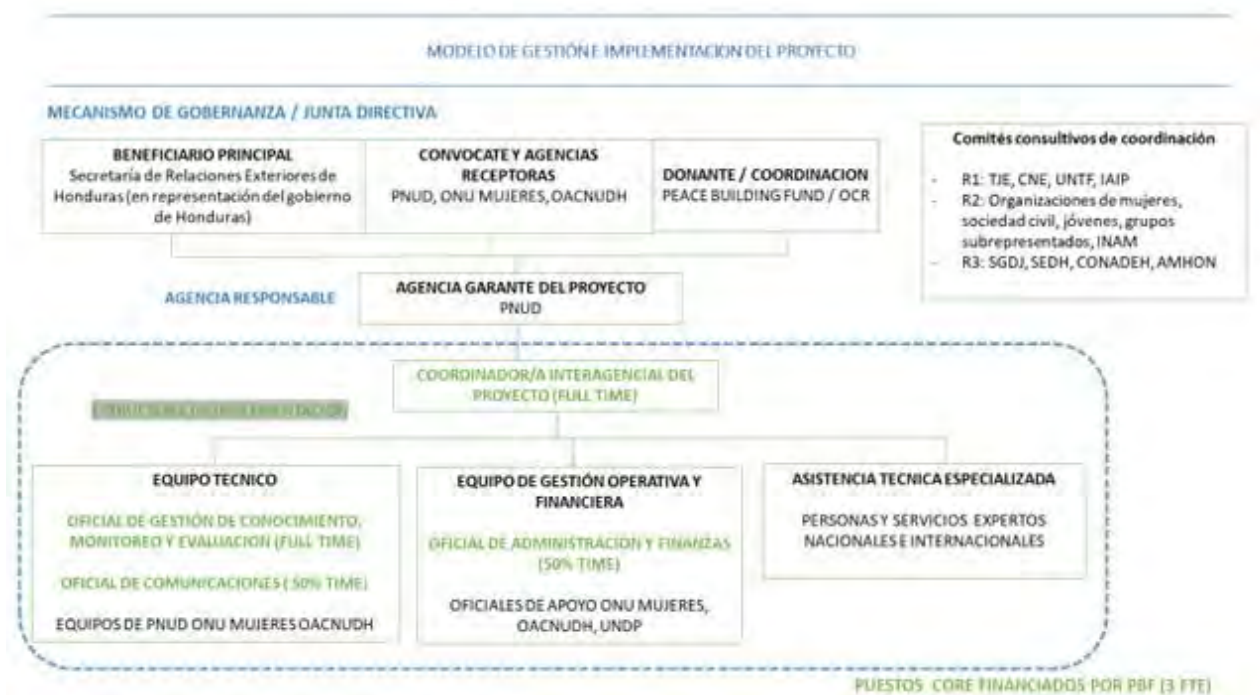 MODELO DE GESTIÓN E IMPLEMENTACION DEL PROYECTO
MECANISMO DE GOBERNANZA / JUNTA DIRECTIVA
BENEFICIARIO PRINCIPAL
Secretaría de Relaciones Exteriores de
Honduras (en representación del gobierno
de Honduras)
CONVOCATE Y AGENCIAS
RECEPTORAS
PNUD, ONU MUJERES, OACNUDH
DONANTE / COORDINACION
PEACE BUILDING FUND / OCR
Comités consultivos de coordinación
- R1: TJE, CNE, UNTF, IAIP
- R2: Organizaciones de mujeres,
sociedad civil, jóvenes, grupos
subrepresentados, INAM
- R3: SGDJ, SEDH, CONADEH, AMHON
AGENCIA RESPONSABLE
AGENCIA GARANTE DEL PROYECTO
PNUD
COORDINADOR/A INTERAGENCIAL DEL
PROYECTO (FULL TIME)
EQUIPO TECNICO
OFICIAL DE GESTIÓN DE CONOCIMIENTO,
MONITOREO Y EVALUACION (FULL TIME)
OFICIAL DE COMUNICACIONES ( 50% TIME)
EQUIPOS DE PNUD ONU MUJERES OACNUDH
EQUIPO DE GESTIÓN OPERATIVA Y
FINANCIERA
OFICIAL DE ADMINISTRACION Y FINANZAS
(50% TIME)
OFICIALES DE APOYO ONU MUJERES,
OACNUDH, UNDP
ASISTENCIA TECNICA ESPECIALIZADA
PERSONAS Y SERVICIOS EXPERTOS
NACIONALES E INTERNACIONALES
PUESTOS CORE FINANCIADOS POR PBF (3 FTE)